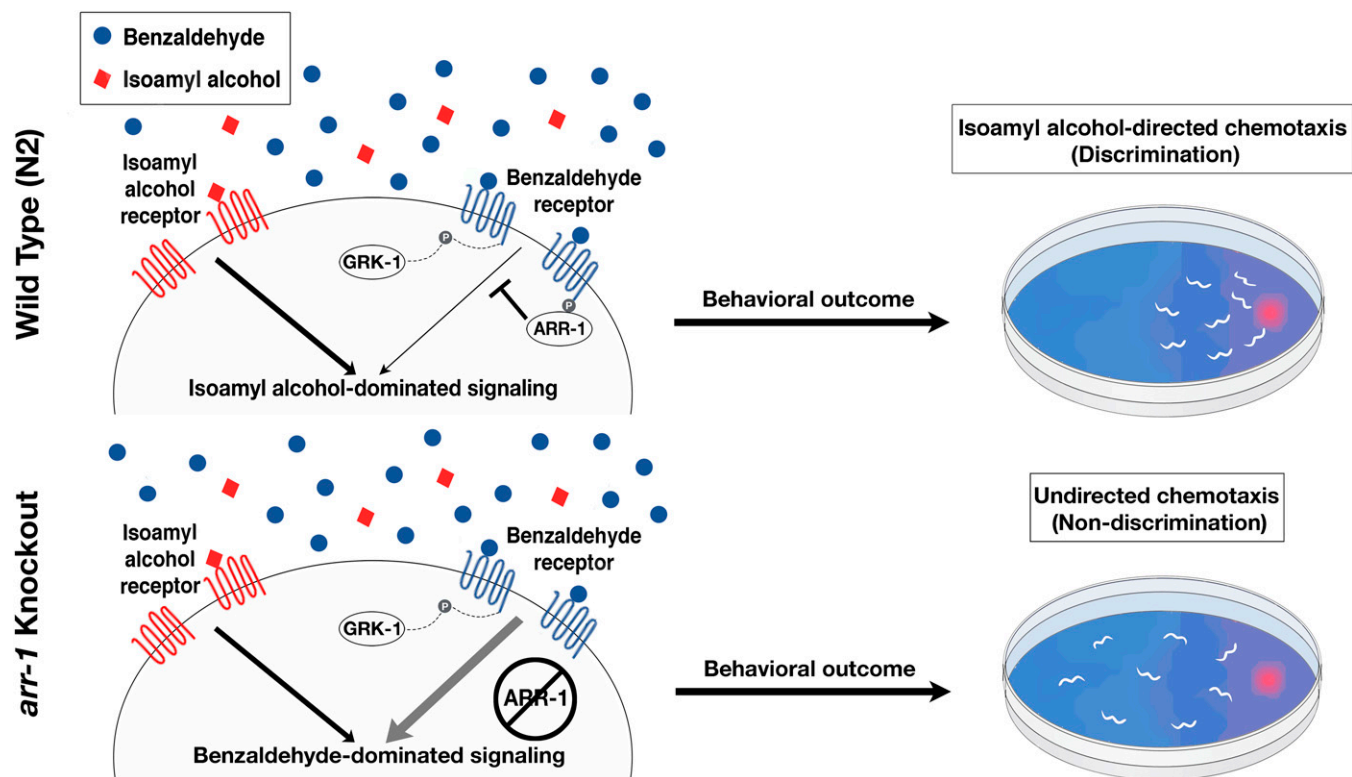 Benzaldehyde
Isoamyl alcohol
Wild Type (N2)
Isoamyl
alcohol
receptor
Benzaldehyde
receptor
GRK-1
P
P
ARR-1
Isoamyl alcohol-dominated signaling
Behavioral outcome
Isoamyl alcohol-directed chemotaxis
(Discrimination)
arr-1 Knockout
Isoamyl
alcohol
receptor
Benzaldehyde
receptor
GRK-1
P
ARR-1
Benzaldehyde-dominated signaling
Behavioral outcome
Undirected chemotaxis
(Non-discrimination)